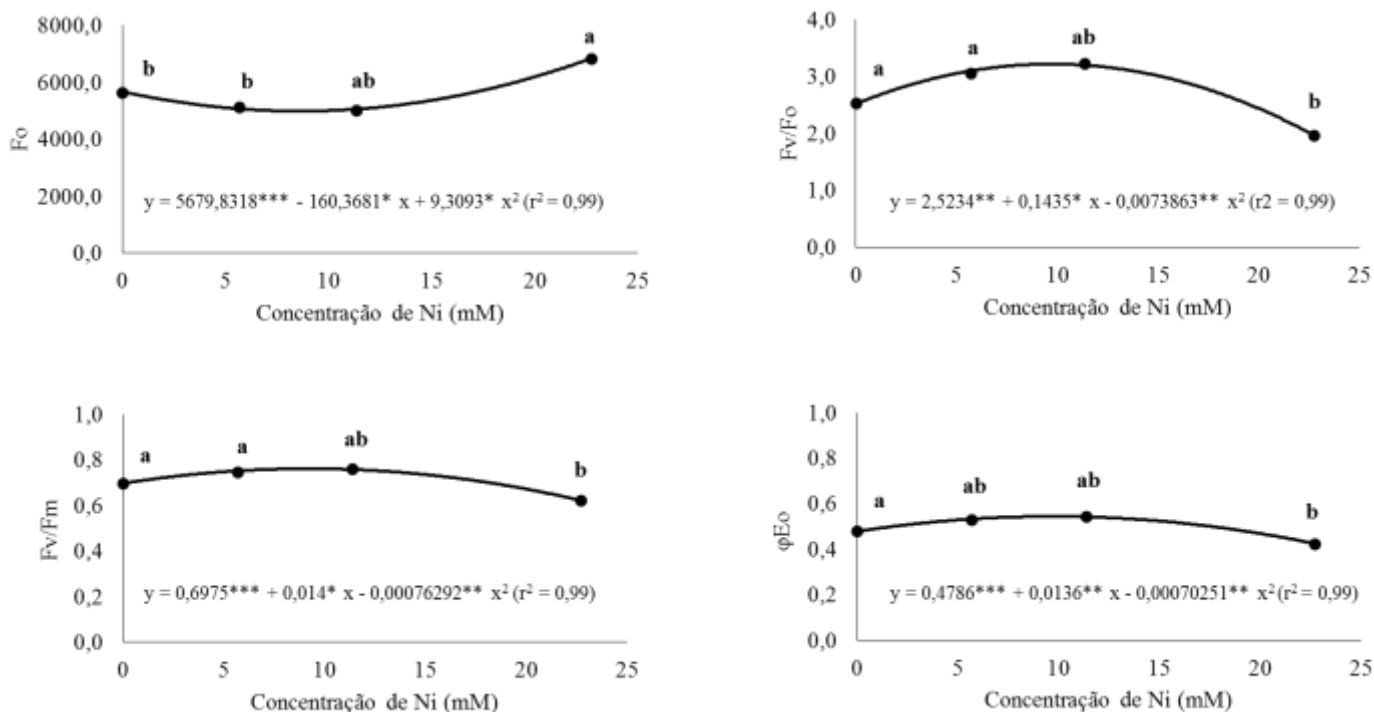 8000,0
6000,0
4000,0
2000,0
0,0
Fo
b
b
ab
a
y = 5679,8318*** - 160,3681* x + 9,3093* x² (r² = 0,99)
0 5 10 15 20 25
Concentração de Ni (mM)
4,0
3,0
2,0
1,0
0,0
Fv/Fo
a
a
ab
b
y = 2,5234** + 0,1435* x - 0,0073863** x² (r2 = 0,99)
0 5 10 15 20 25
Concentração de Ni (mM)
1,0
0,8
0,6
0,4
0,2
0,0
Fv/Fm
a
a
ab
b
y = 0,6975*** + 0,014* x - 0,00076292** x² (r² = 0,99)
0 5 10 15 20 25
Concentração de Ni (mM)
1,0
0,8
0,6
0,4
0,2
0,0
φEo
a
ab
ab
b
y = 0,4786*** + 0,0136** x - 0,00070251** x² (r² = 0,99)
0 5 10 15 20 25
Concentração de Ni (mM)